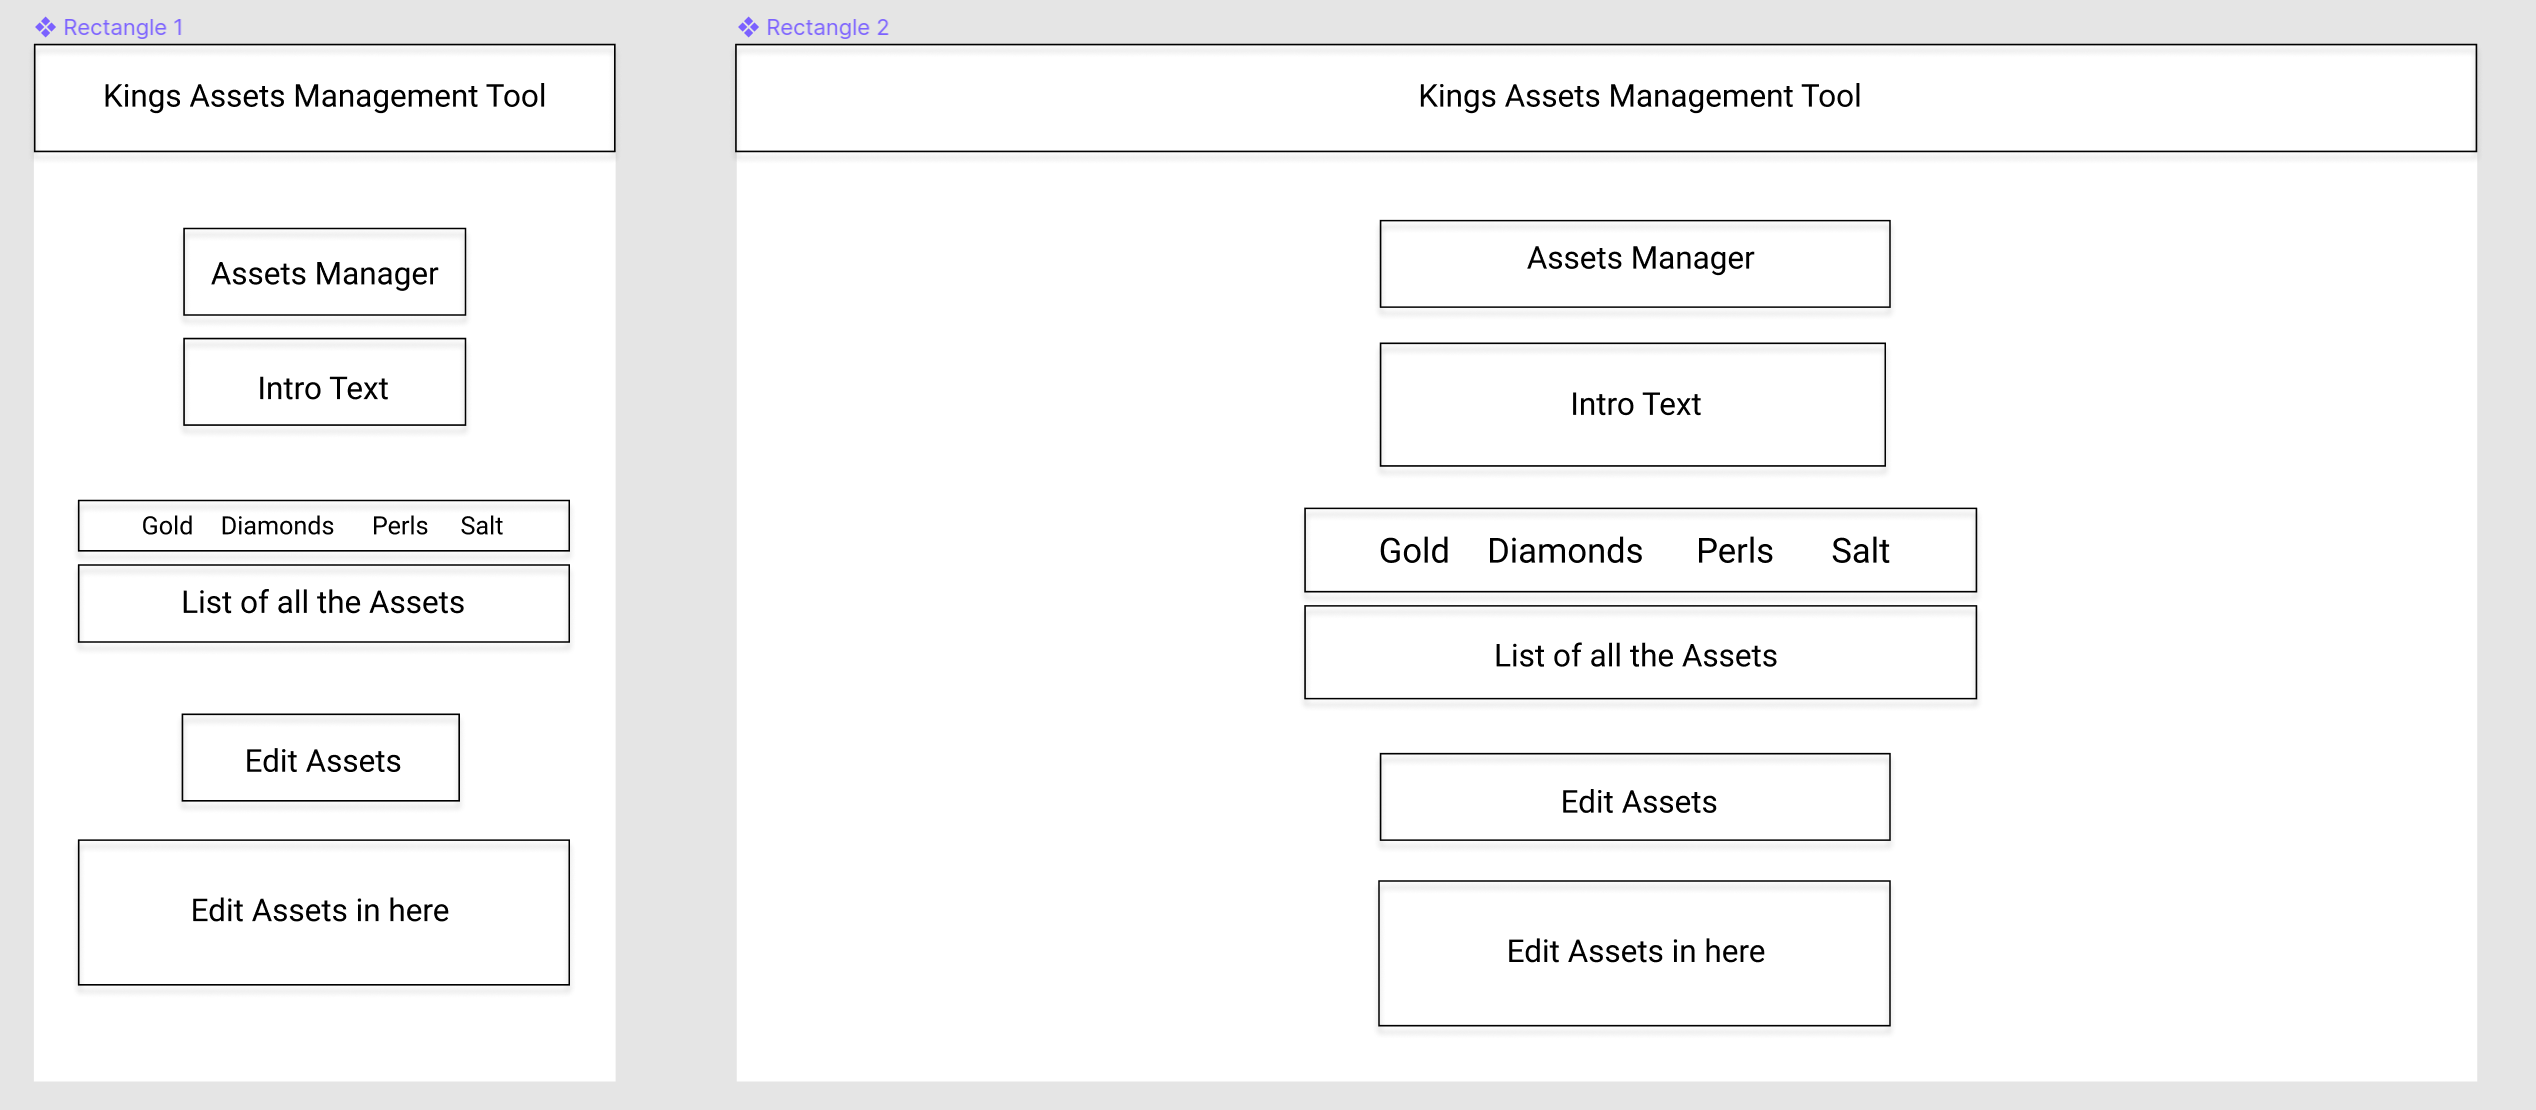 Rectangle 1
Kings Assets Management Tool
Assets Manager
Intro Text
Gold Diamonds Perls Salt
List of all the Assets
Edit Assets
Edit Assets in here
Rectangle 2
Kings Assets Management Tool
Assets Manager
Intro Text
Gold Diamonds Perls Salt
List of all the Assets
Edit Assets
Edit Assets in here